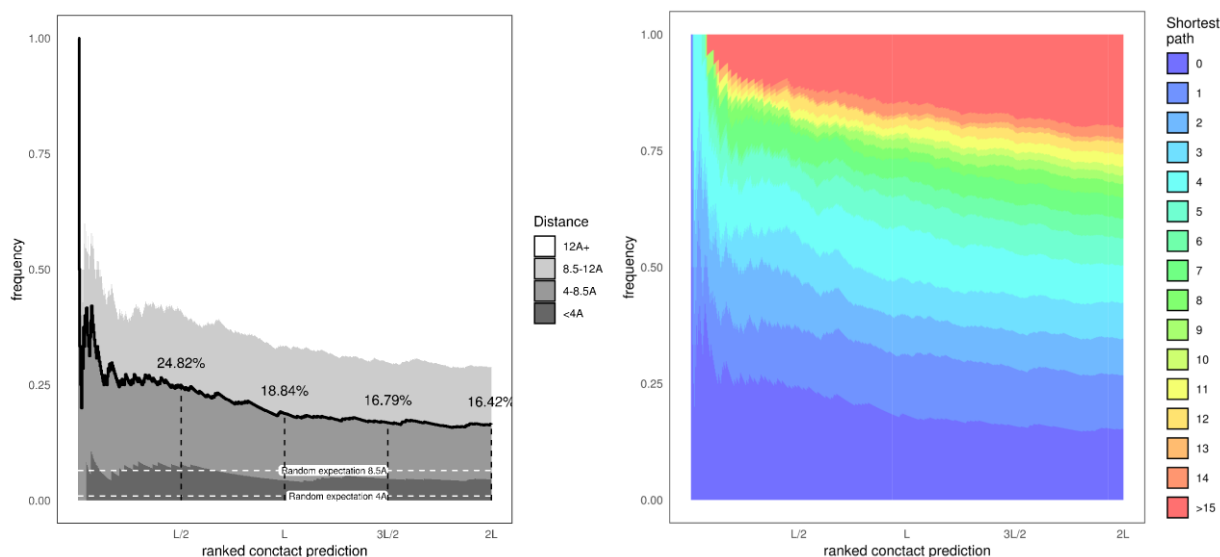 1.00
0.75
0.50
0.25
0.00
frequency
24.82%
18.84%
16.79%
16.42%
Random expectation 8.5A
Random expectation 4A
L/2
L
3L/2
2L
ranked conctact prediction
Distance
12A+
8.5-12A
4-8.5A
<4A
1.00
0.75
0.50
0.25
0.00
frequency
L/2
L
3L/2
2L
ranked conctact prediction
Shortest
path
0
1
2
3
4
5
6
7
8
9
10
11
12
13
14
>15